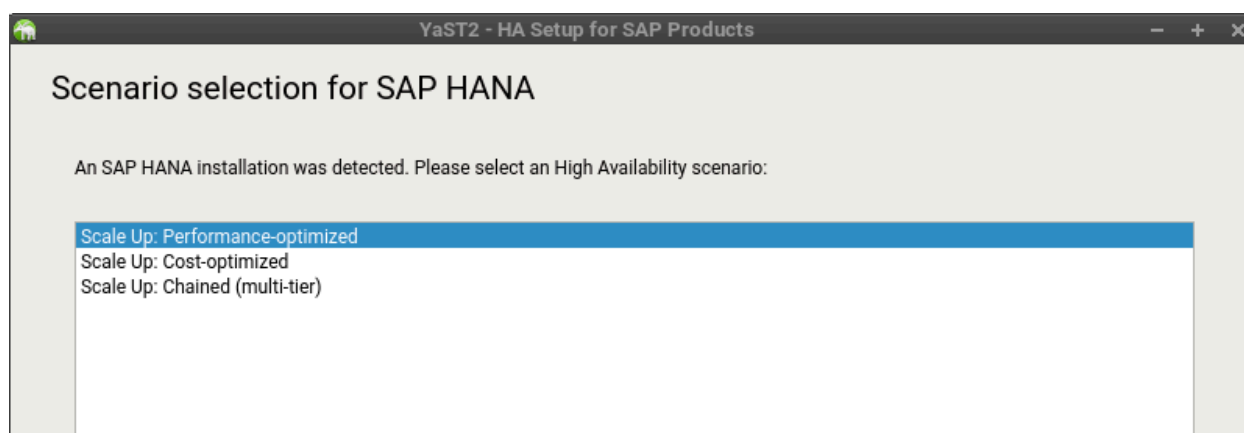 YaST2 - HA Setup for SAP Products
Scenario selection for SAP HANA
An SAP HANA installation was detected. Please select an High Availability scenario:
Scale Up: Performance-optimized
Scale Up: Cost-optimized
Scale Up: Chained (multi-tier)